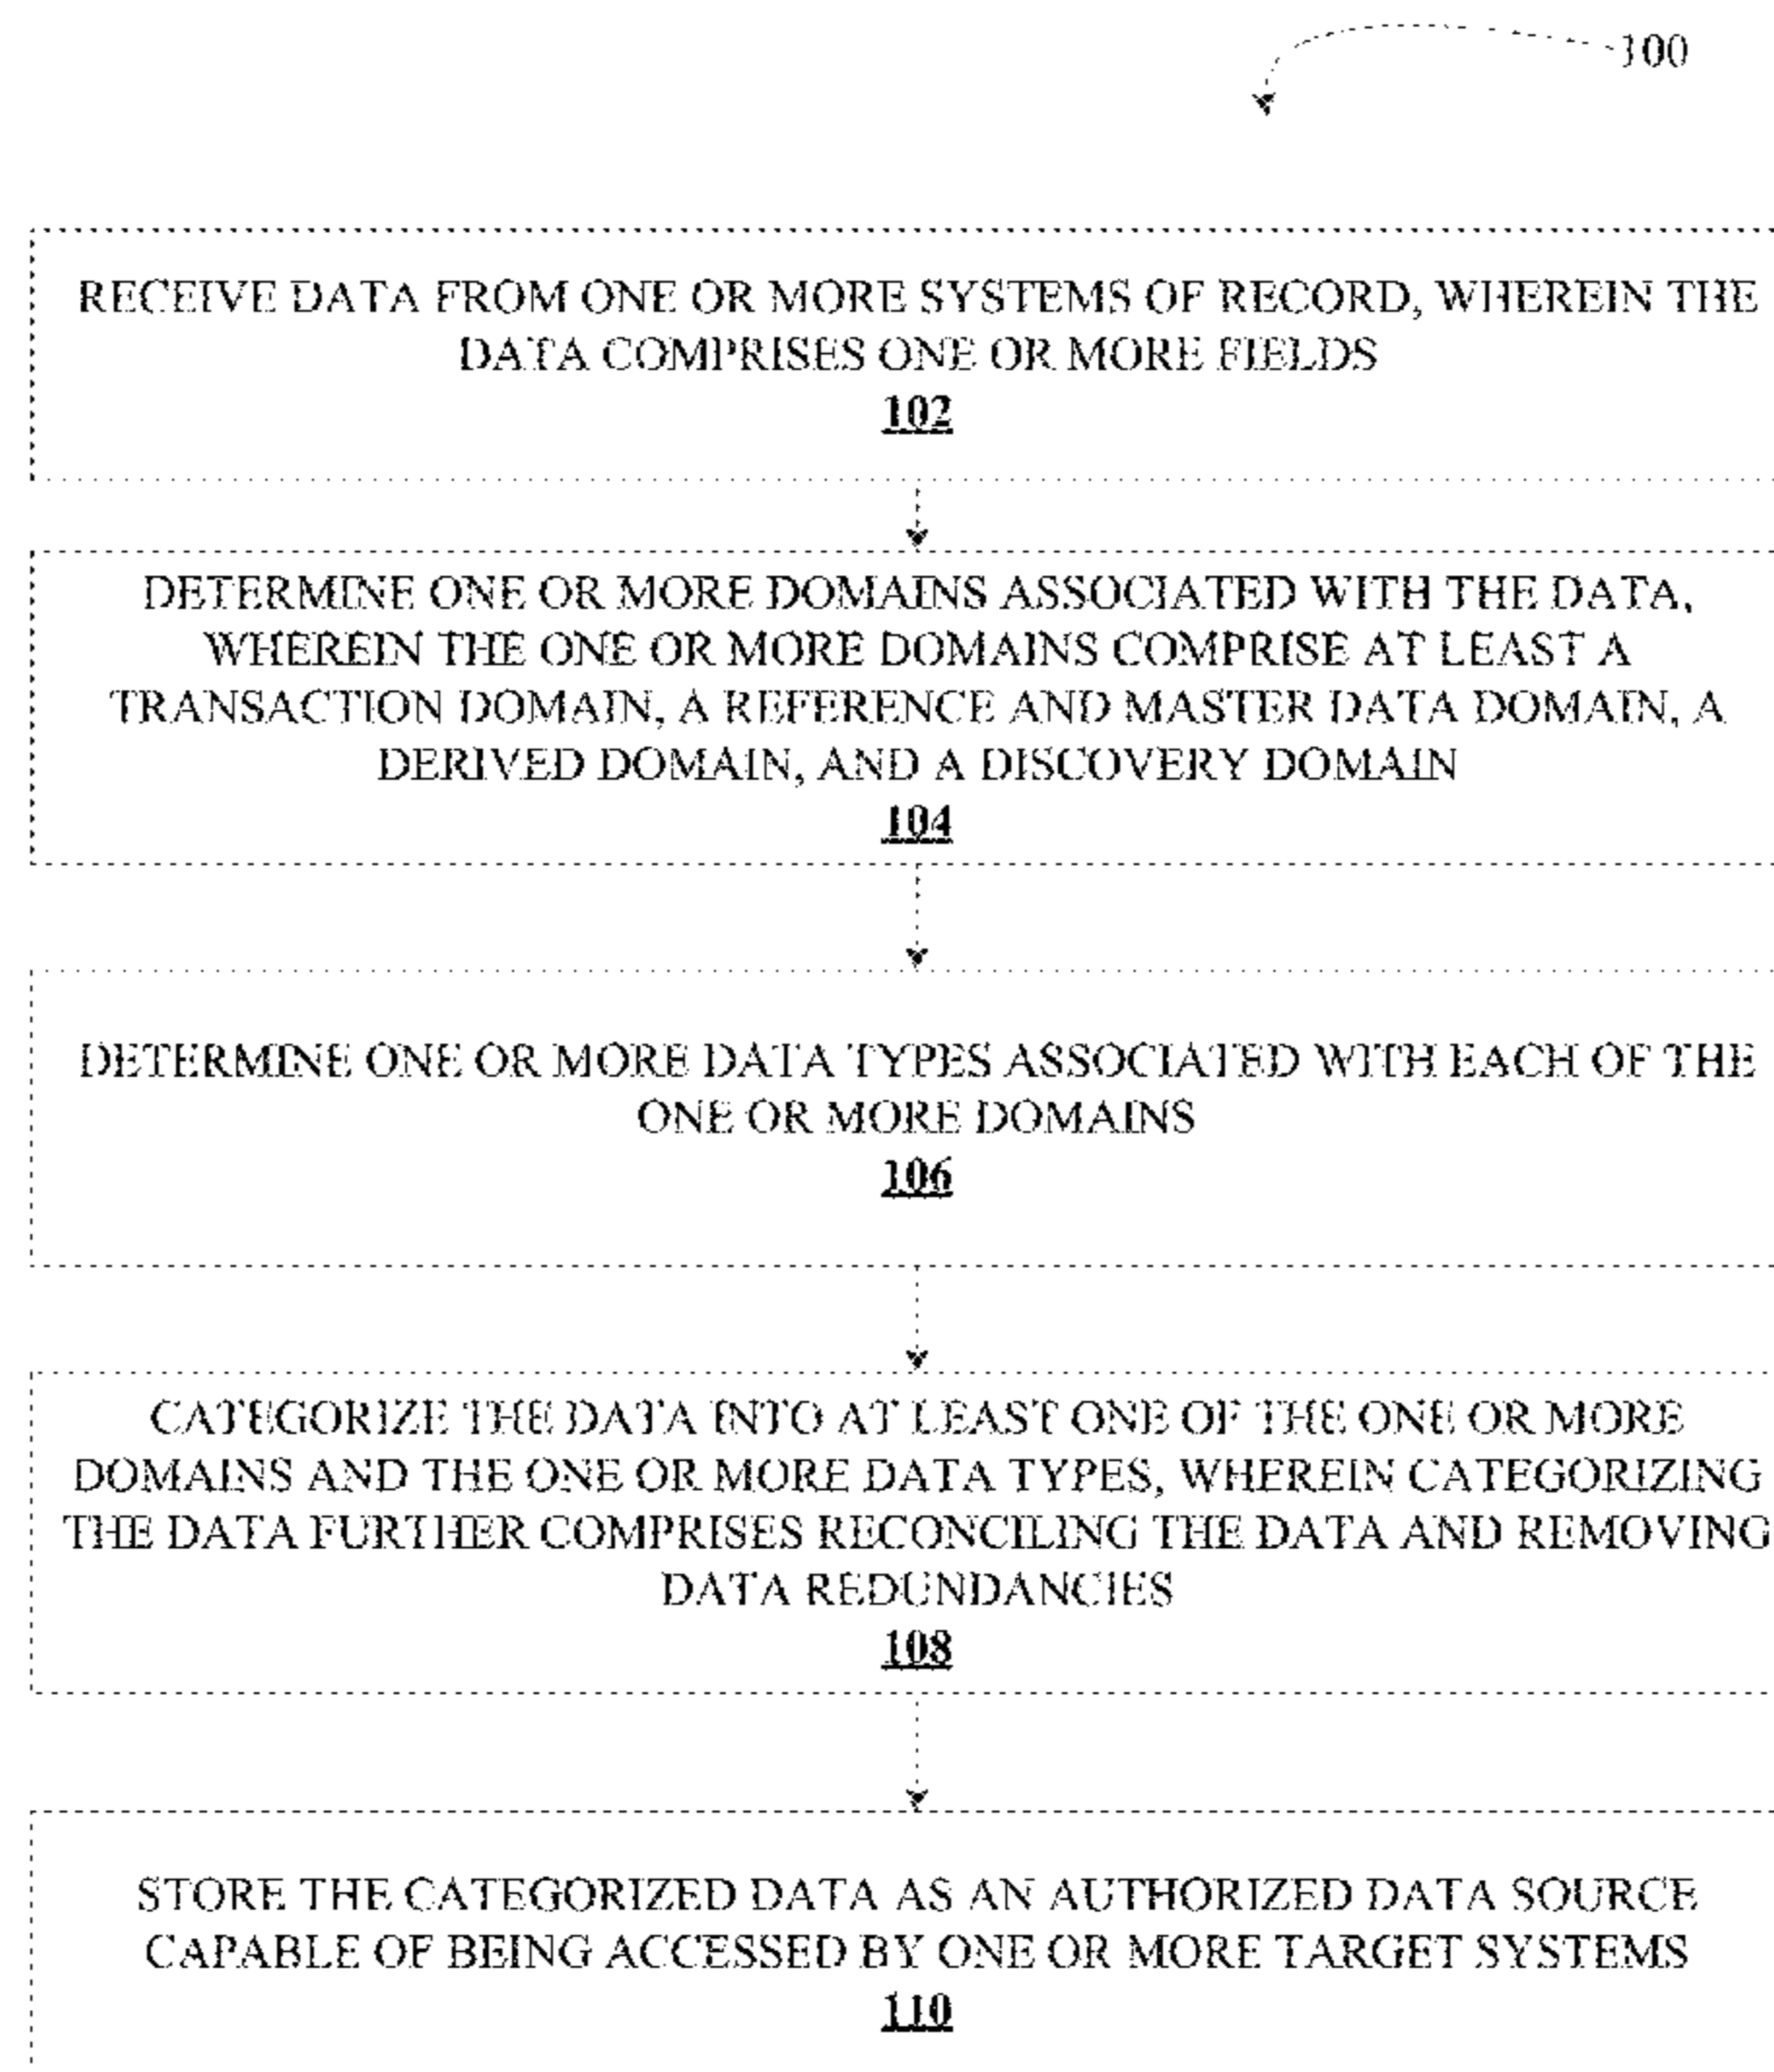 100
RECEIVE DATA FROM ONE OR MORE SYSTEMS OF RECORD, WHEREIN THE
DATA COMPRISES ONE OR MORE FIELDS
102
DETERMINE ONE OR MORE DOMAINS ASSOCIATED WITH THE DATA,
WHEREIN THE ONE OR MORE DOMAINS COMPRISE AT LEAST A
TRANSACTION DOMAIN, A REFERENCE AND MASTER DATA DOMAIN, A
DERIVED DOMAIN, AND A DISCOVERY DOMAIN
104
DETERMINE ONE OR MORE DATA TYPES ASSOCIATED WITH EACH OF THE
ONE OR MORE DOMAINS
106
CATEGORIZE THE DATA INTO AT LEAST ONE OF THE ONE OR MORE
DOMAINS AND THE ONE OR MORE DATA TYPES, WHEREIN CATEGORIZING
THE DATA FURTHER COMPRISES RECONCILING THE DATA AND REMOVING
DATA REDUNDANCIES
108
STORE THE CATEGORIZED DATA AS AN AUTHORIZED DATA SOURCE
CAPABLE OF BEING ACCESSED BY ONE OR MORE TARGET SYSTEMS
110